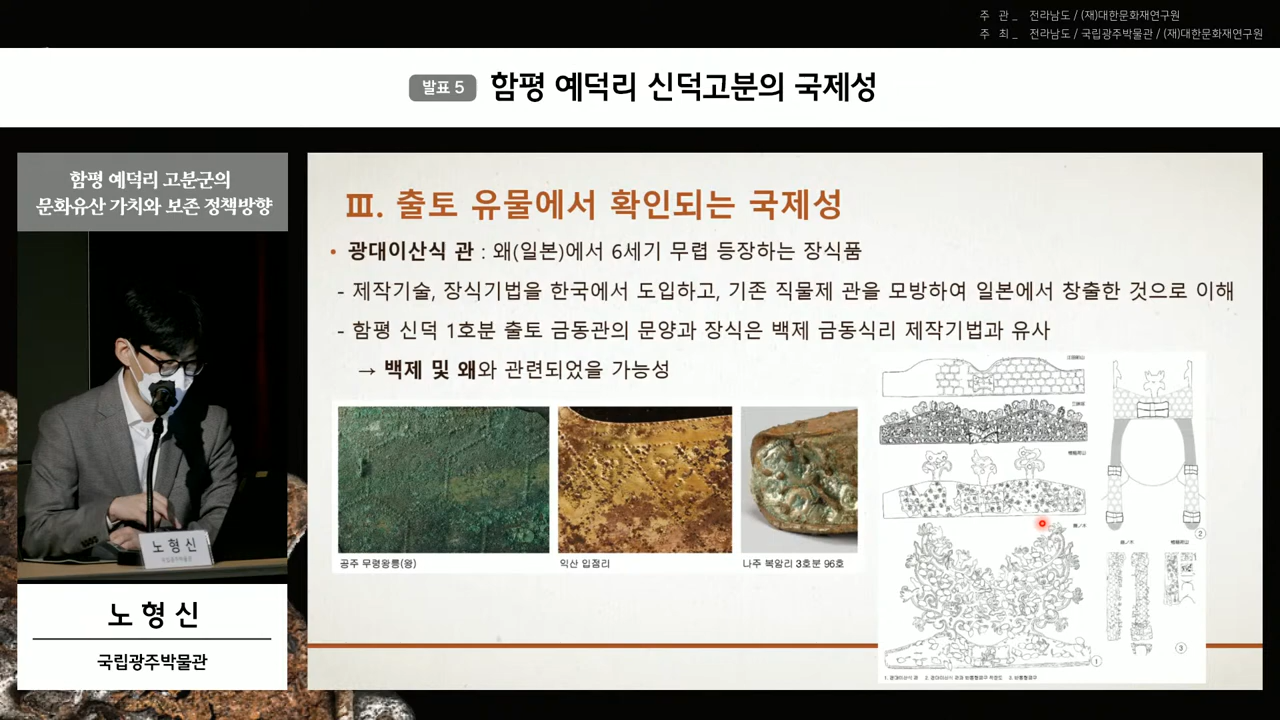 주 관 _ 전라남도 / (재)대한문화재연구원
주 최 _ 전라남도 / 국립광주박물관 / (재)대한문화재연구원
발표 5 함평 예덕리 신덕고분의 국제성
함평 예덕리 고분군의
문화유산 가치와 보존 정책방향
노형신
국립광주박물관
노 형 신
국립광주박물관
Ⅲ. 출토 유물에서 확인되는 국제성
• 광대이산식 관 : 왜(일본)에서 6세기 무렵 등장하는 장식품
- 제작기술, 장식기법을 한국에서 도입하고, 기존 직물제 관을 모방하여 일본에서 창출한 것으로 이해
- 함평 신덕 1호분 출토 금동관의 문양과 장식은 백제 금동식리 제작기법과 유사
→ 백제 및 왜와 관련되었을 가능성
공주 무령왕릉(왕)
익산 입점리
나주 복암리 3호분 96호
1
2
3